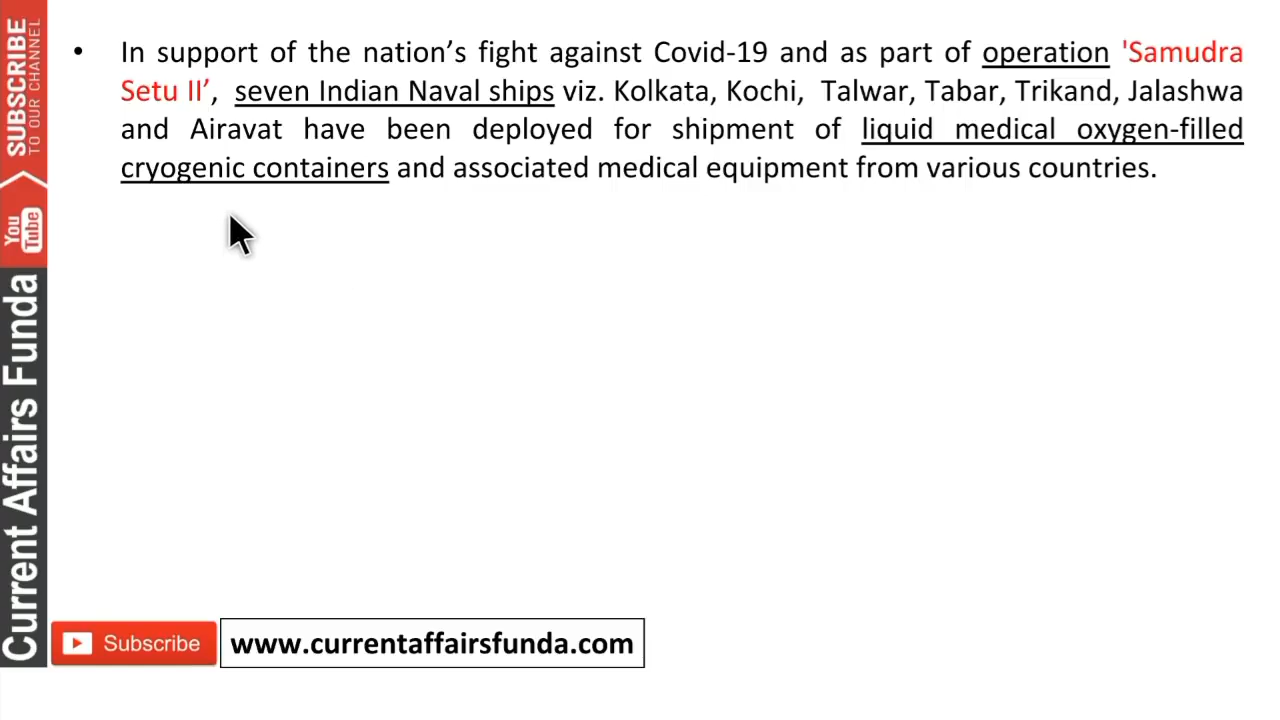 • In support of the nation’s fight against Covid-19 and as part of operation 'Samudra
Setu II’, seven Indian Naval ships viz. Kolkata, Kochi, Talwar, Tabar, Trikand, Jalashwa
and Airavat have been deployed for shipment of liquid medical oxygen-filled
cryogenic containers and associated medical equipment from various countries.
SUBSCRIBE
TO OUR CHANNEL
You
Tube
Current Affairs Funda
Subscribe
www.currentaffairsfunda.com